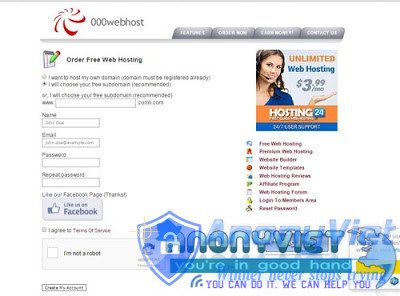 000webhost
FEATURES
ORDER NOW
EARN MONEY!
CONTACT US
Order Free Web Hosting
I want to host my own domain (domain must be registered already)
or, I will choose your free subdomain (recommended)
or, I will choose your free subdomain (recommended)
www.
.comli.com
Name
John Doe
Email
john.doe@example.com
Password
Repeat password
Like our Facebook Page (Thanks!)
Like us on
Facebook
I agree to Terms Of Service
I'm not a robot
Create My Account
UNLIMITED
Web Hosting
$3.99
/mo
HOSTING 24
24/7 USER SUPPORT
Free Web Hosting
Premium Web Hosting
Website Builder
Website Templates
Web Hosting Reviews
Affiliate Program
Web Hosting Forum
Login To Members Area
Reset Password
AnonyViet
ANONYVIET
you're in good hand
YOU CAN DO IT, WE CAN HELP YOU